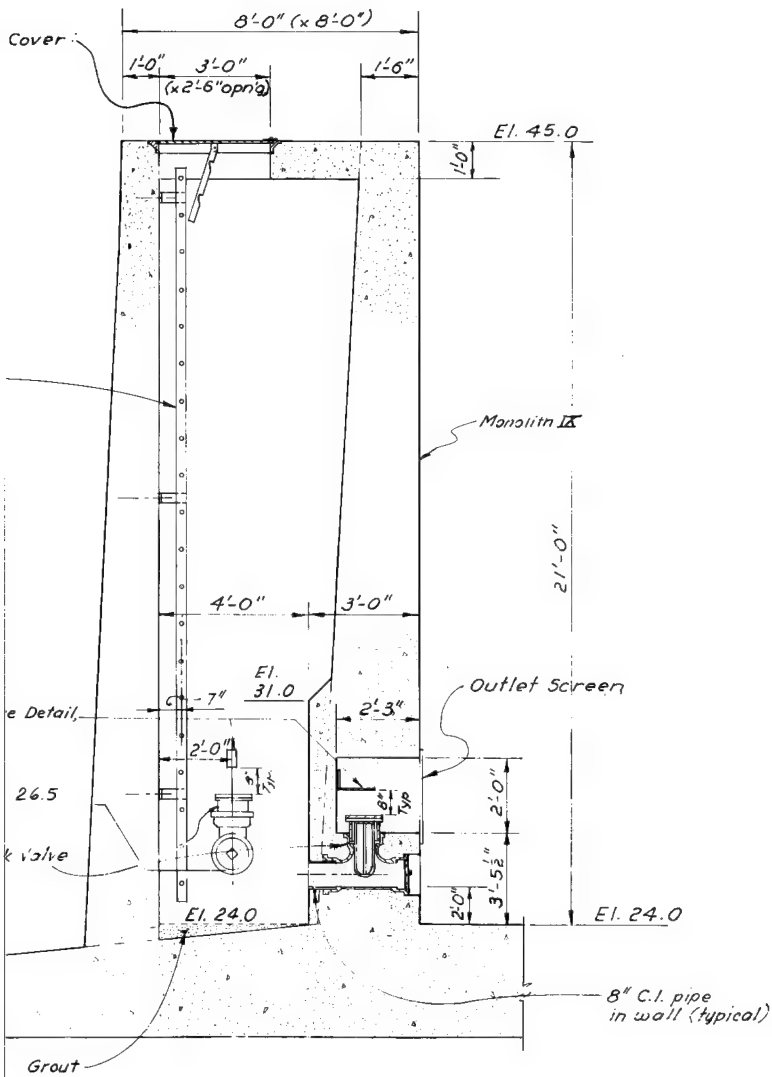 8'-0" (x 8'-0")
Cover
1'-0" 3'-0" 1'-6"
(x2'-6" opn'g)
El. 45.0
1'-0"
Monolith IX
21'-0"
4'-0" 3'-0"
El.
31.0
Outlet Screen
7"
e Detail,
2'-3"
2'-0"
8"
Typ.
26.5
8"
Typ
2'-0"
k valve
3'-5½"
2'-0"
El. 24.0
El. 24.0
8" C.I. pipe
in wall (typical)
Grout